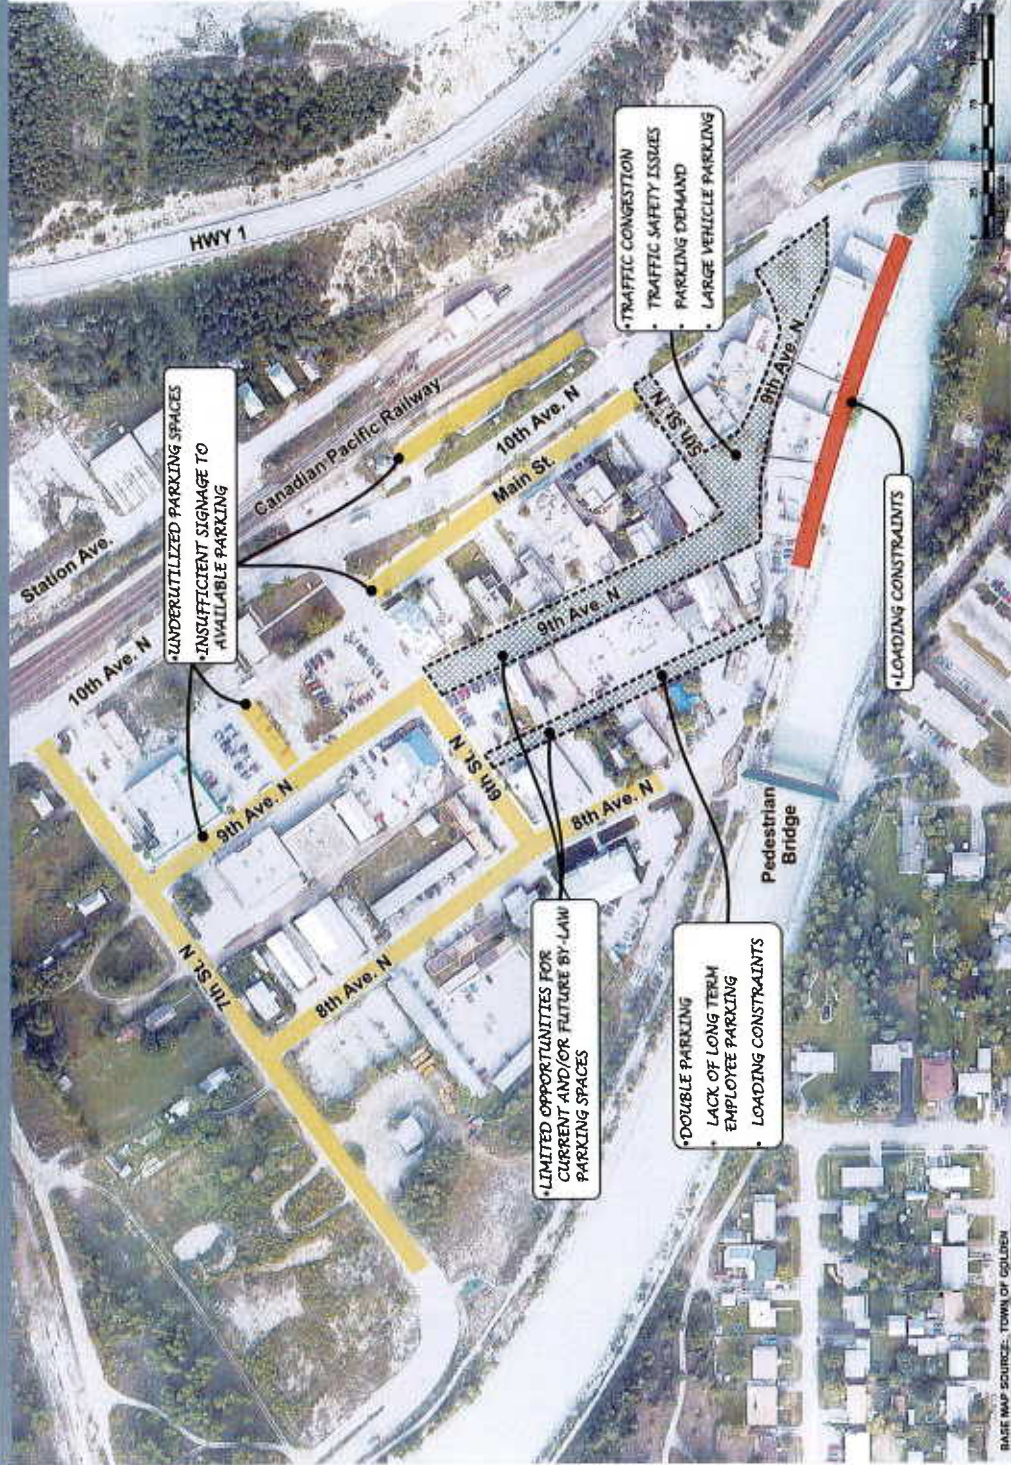 HWY 1
•UNDERUTILIZED PARKING SPACES
•INSUFFICIENT SIGNAGE TO
AVAILABLE PARKING
Station Ave.
Canadian Pacific Railway
10th Ave. N
10th Ave. N
Main St.
•TRAFFIC CONGESTION
• TRAFFIC SAFETY ISSUES
• PARKING DEMAND
• LARGE VEHICLE PARKING
5th St. N
9th Ave. N
9th Ave. N
9th Ave. N
6th St. N
8th Ave. N
8th Ave. N
7th St. N
•LIMITED OPPORTUNITIES FOR
CURRENT AND/OR FUTURE BY-LAW
PARKING SPACES
•DOUBLE PARKING
• LACK OF LONG TERM
EMPLOYEE PARKING
• LOADING CONSTRAINTS
Pedestrian
Bridge
•LOADING CONSTRAINTS
BASE MAP SOURCE: TOWN OF GOLDEN